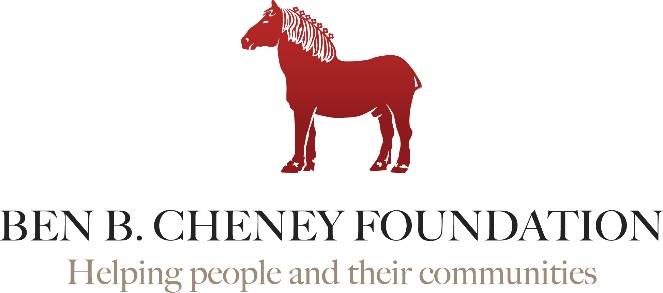 BEN B. CHENEY FOUNDATION
Helping people and their communities